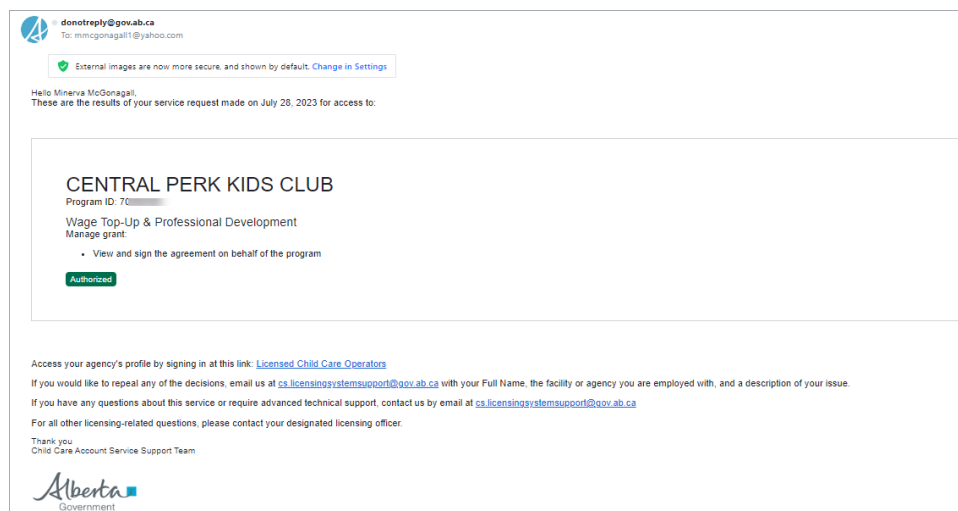 donotreply@gov.ab.ca
To: mmcgonagall1@yahoo.com
External images are now more secure, and shown by default. Change in Settings
Hello Minerva McGonagall,
These are the results of your service request made on July 28, 2023 for access to:
CENTRAL PERK KIDS CLUB
Program ID: 70
Wage Top-Up & Professional Development
Manage grant:
• View and sign the agreement on behalf of the program
Authorized
Access your agency's profile by signing in at this link: Licensed Child Care Operators
If you would like to repeal any of the decisions, email us at cs.licensingsystemsupport@gov.ab.ca with your Full Name, the facility or agency you are employed with, and a description of your issue.
If you have any questions about this service or require advanced technical support, contact us by email at cs.licensingsystemsupport@gov.ab.ca
For all other licensing-related questions, please contact your designated licensing officer.
Thank you
Child Care Account Service Support Team
Alberta
Government